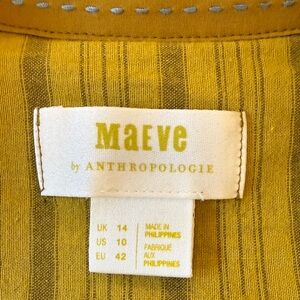 Maeve
by ANTHROPOLOGIE
UK 14
US 10
EU 42
MADE IN
PHILIPPINES
FABRIQUÉ
AUX
PHILIPPINES